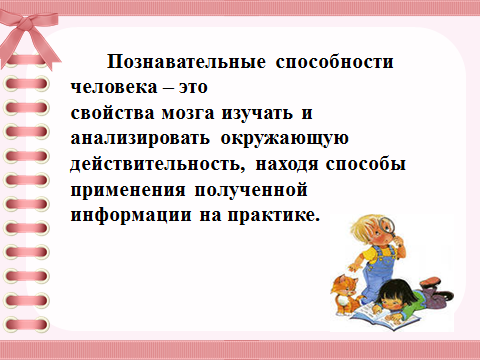 Познавательные способности
человека – это
свойства мозга изучать и
анализировать окружающую
действительность, находя способы
применения полученной
информации на практике.